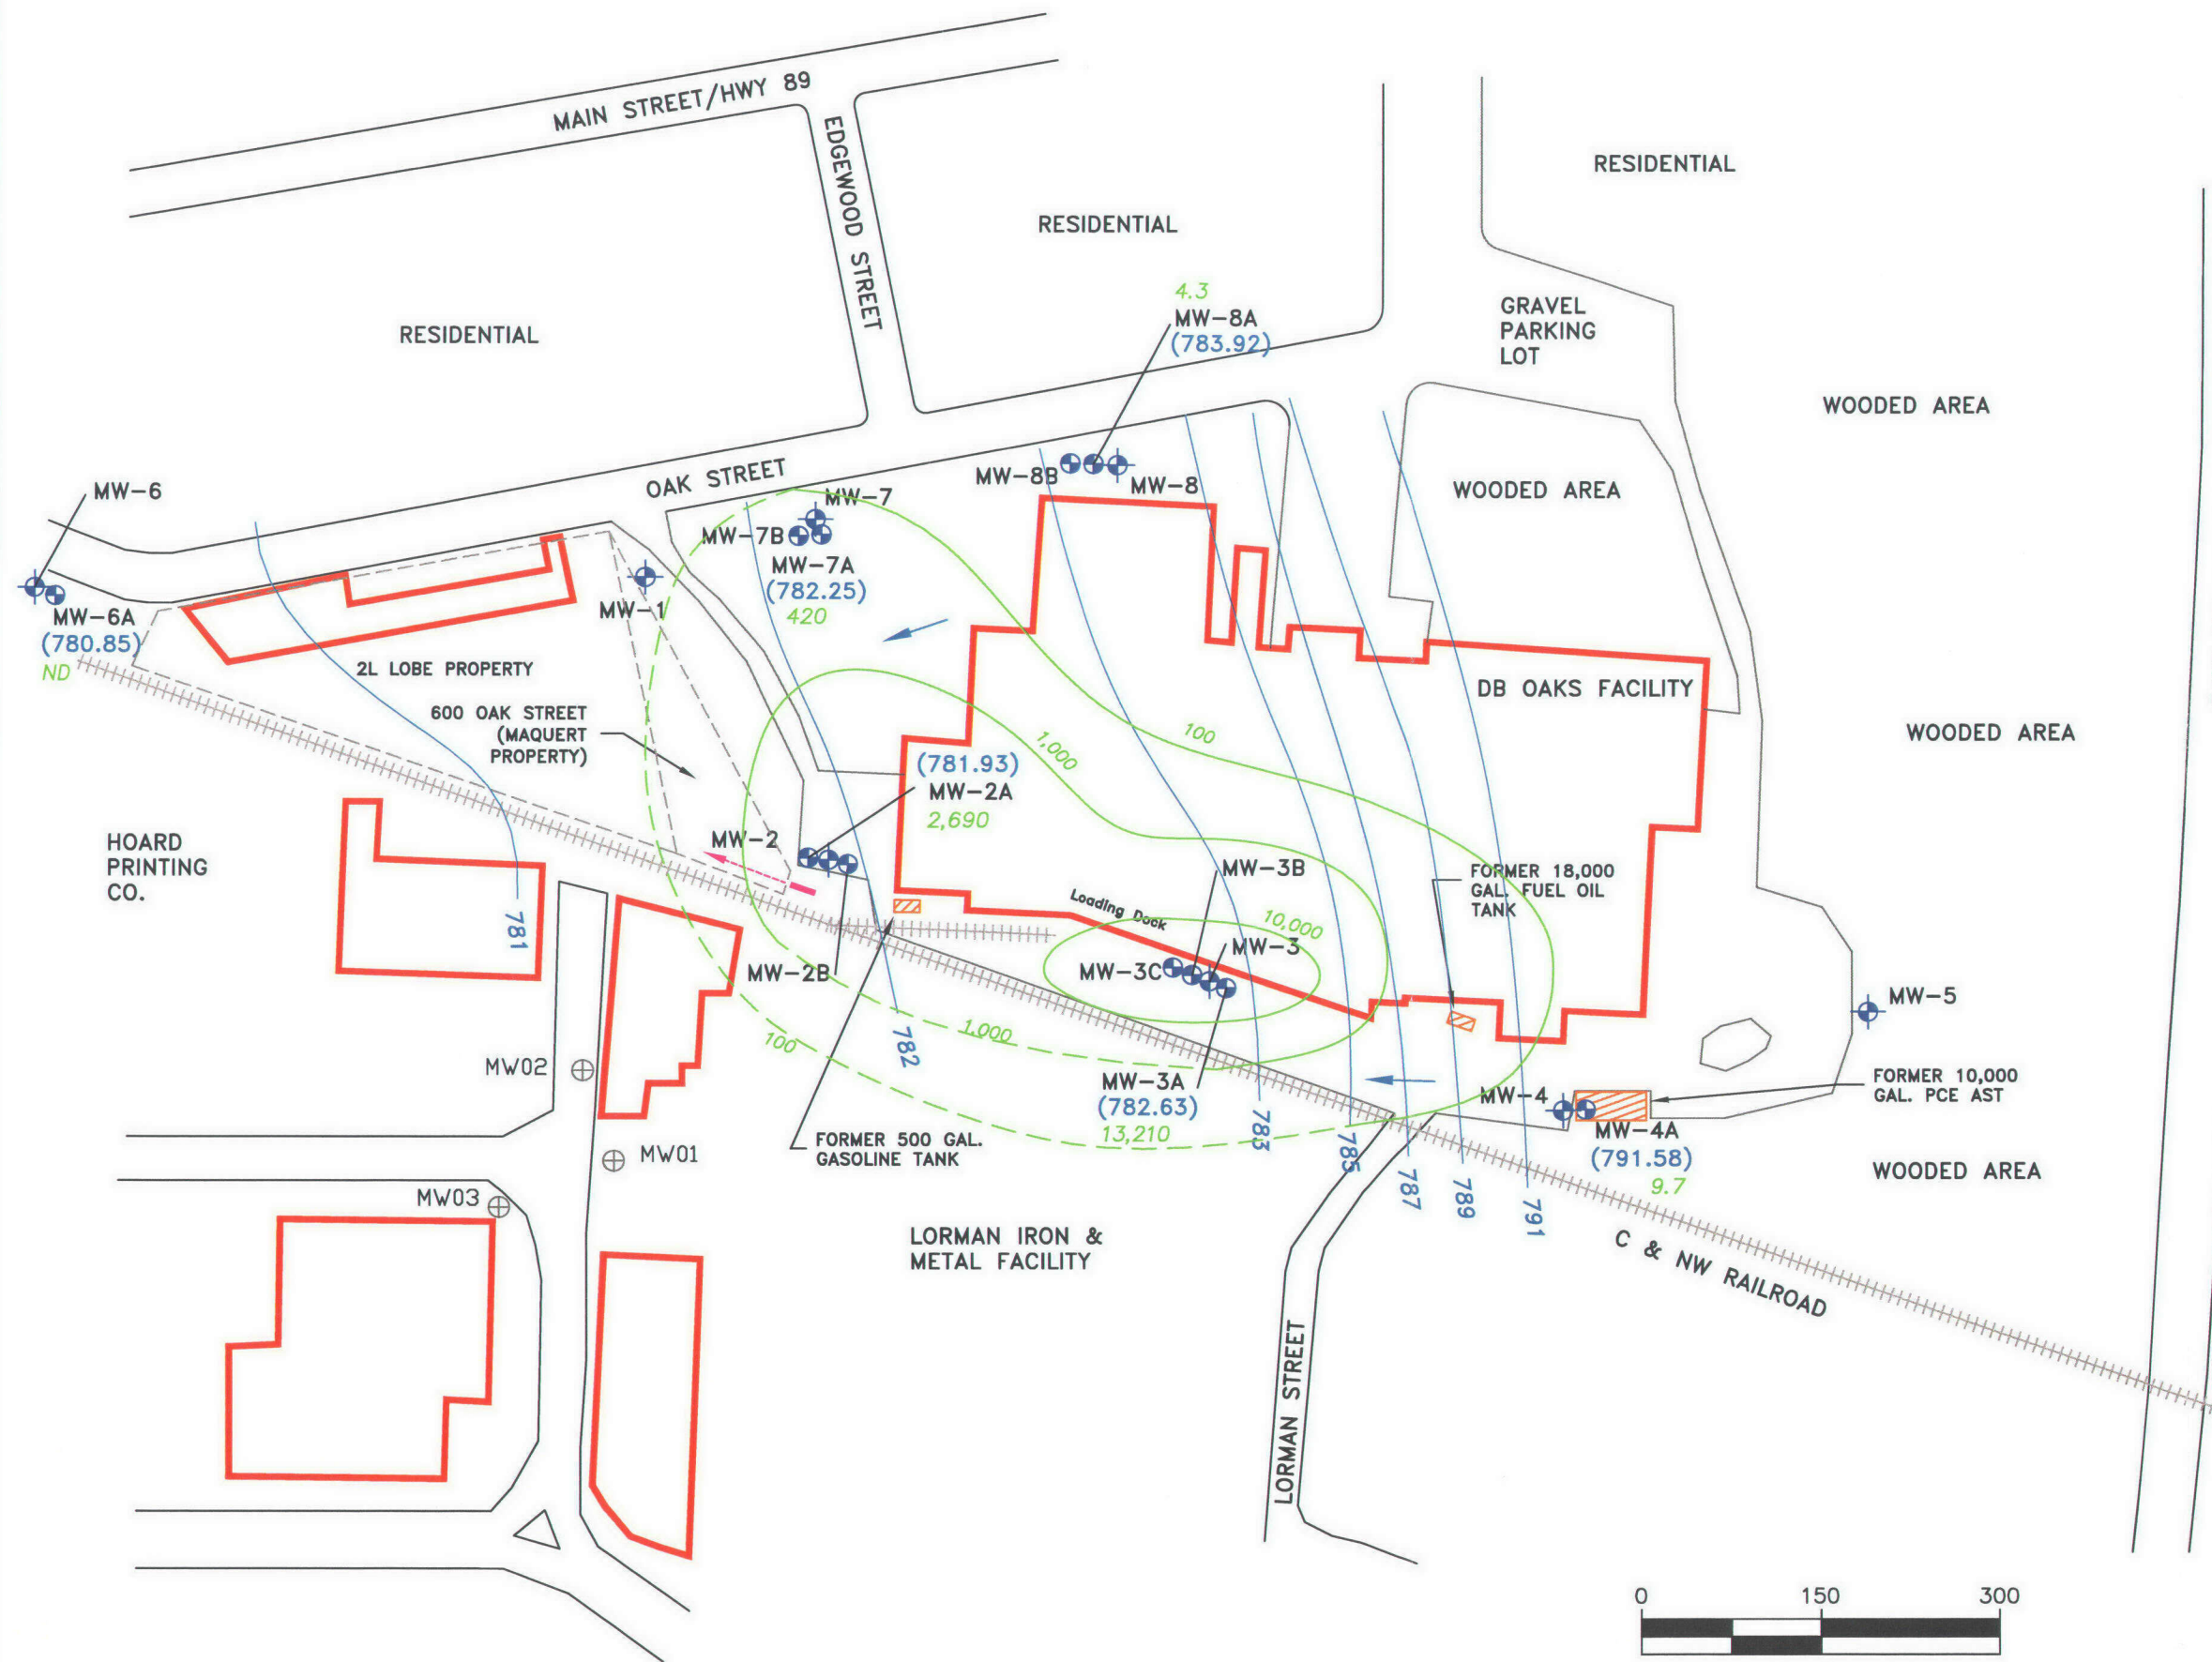 MAIN STREET/HWY 89
EDGEWOOD STREET
RESIDENTIAL
RESIDENTIAL
RESIDENTIAL
4.3
MW-8A
(783.92)
GRAVEL
PARKING
LOT
WOODED AREA
OAK STREET
MW-6
MW-8B
MW-8
WOODED AREA
MW-7
MW-7B
MW-7A
(782.25)
420
MW-1
MW-6A
(780.85)
ND
2L LOBE PROPERTY
DB OAKS FACILITY
600 OAK STREET
(MAQUERT
PROPERTY)
100
1,000
WOODED AREA
(781.93)
MW-2A
2,690
MW-2
HOARD
PRINTING
CO.
MW-3B
FORMER 18,000
GAL. FUEL OIL
TANK
Loading Dock
10,000
781
MW-3
MW-3C
MW-2B
MW-5
1,000
100
782
MW02
MW-3A
(782.63)
13,210
MW-4
FORMER 10,000
GAL. PCE AST
MW-4A
(791.58)
9.7
783
785
787
789
791
FORMER 500 GAL.
GASOLINE TANK
MW01
WOODED AREA
MW03
LORMAN IRON &
METAL FACILITY
C & NW RAILROAD
LORMAN STREET
0 150 300